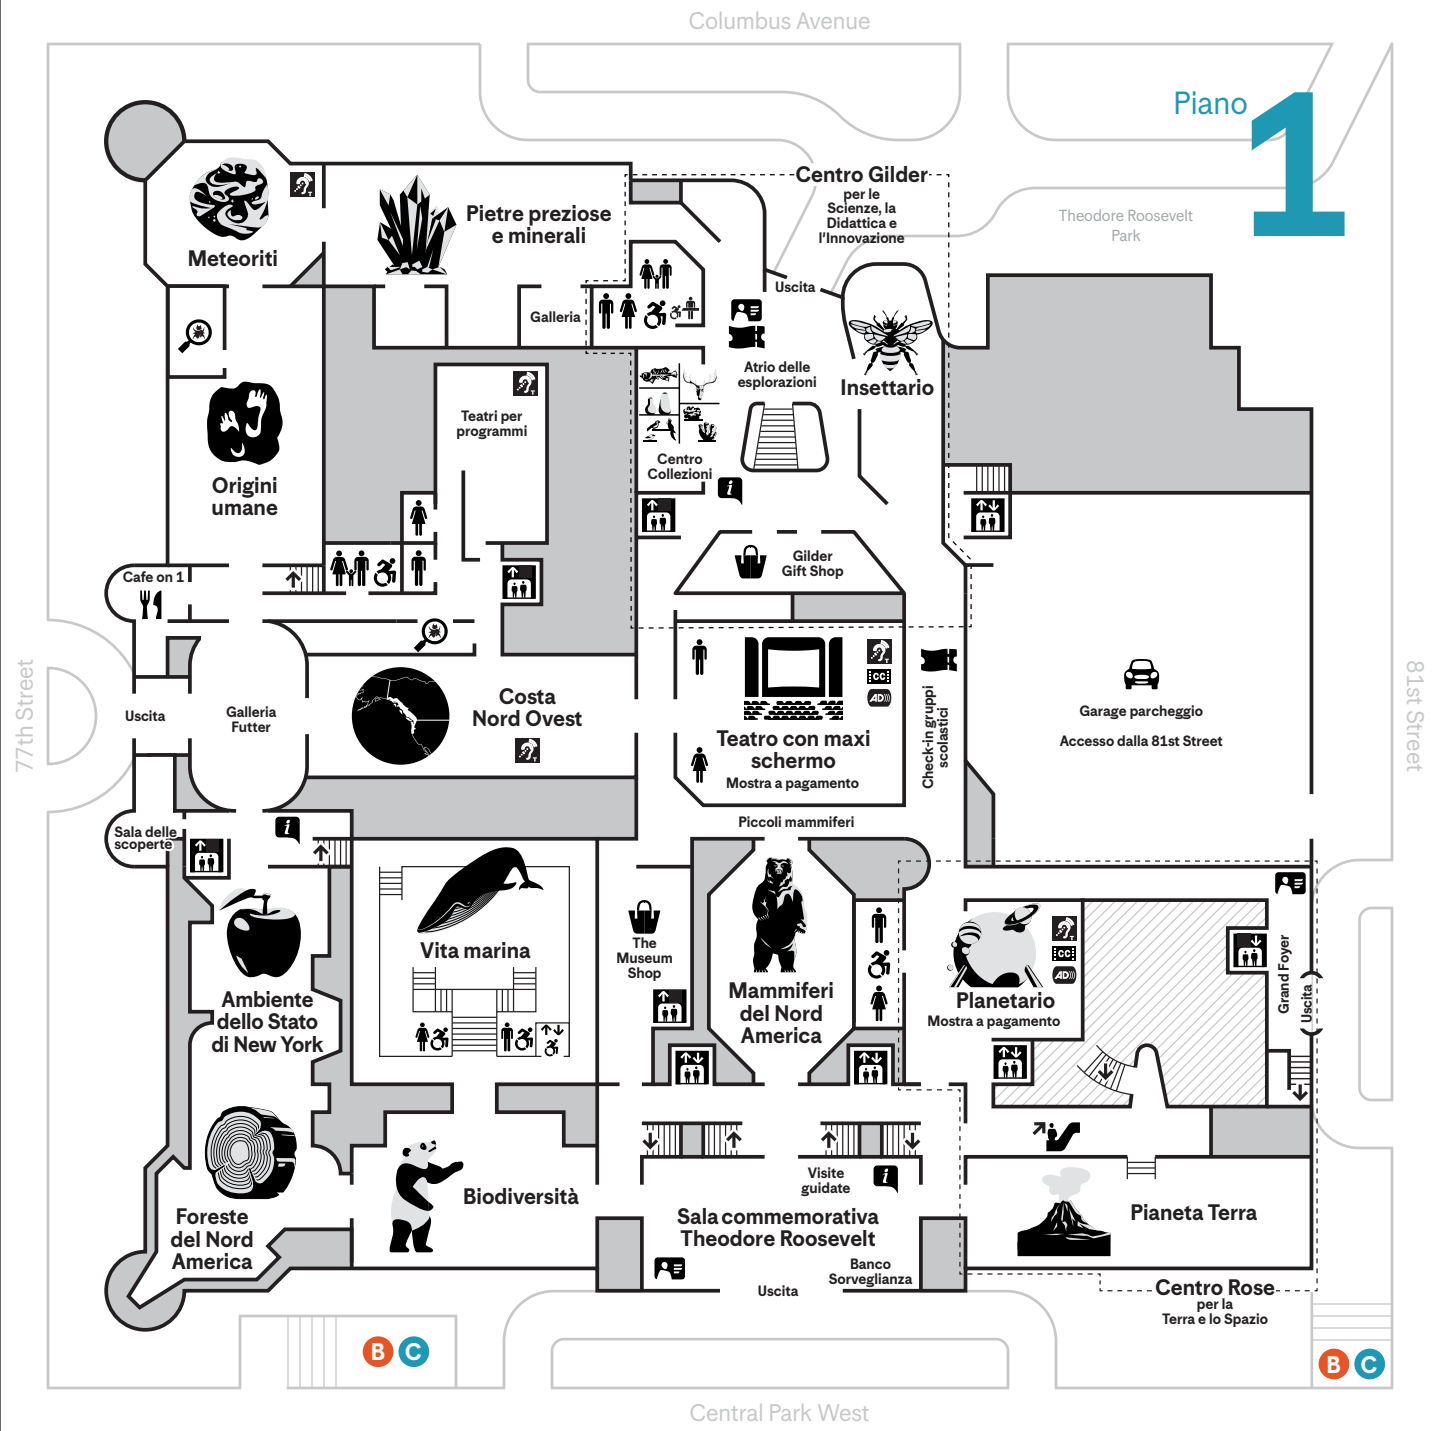 Columbus Avenue
Piano
1
Centro Gilder
per le
Scienze, la
Didattica e
l'Innovazione
Theodore Roosevelt
Park
Meteoriti
Pietre preziose
e minerali
Galleria
Uscita
Atrio delle
esplorazioni
Insettario
Teatri per
programmi
Centro
Collezioni
Origini
umane
Gilder
Gift Shop
Cafe on 1
Costa
Nord Ovest
Galleria
Futter
Uscita
77th Street
81st Street
CC
AD
Teatro con maxi
schermo
Mostra a pagamento
Check-in gruppi
scolastici
Garage parcheggio
Accesso dalla 81st Street
Piccoli mammiferi
Sala delle
scoperte
Vita marina
The
Museum
Shop
Mammiferi
del Nord
America
CC
AD
Planetario
Mostra a pagamento
Grand Foyer
Uscita
Ambiente
dello Stato
di New York
Foreste
del Nord
America
Biodiversità
Visite
guidate
Sala commemorativa
Theodore Roosevelt
Banco
Sorveglianza
Uscita
Pianeta Terra
Centro Rose
per la
Terra e lo Spazio
B C
B C
Central Park West